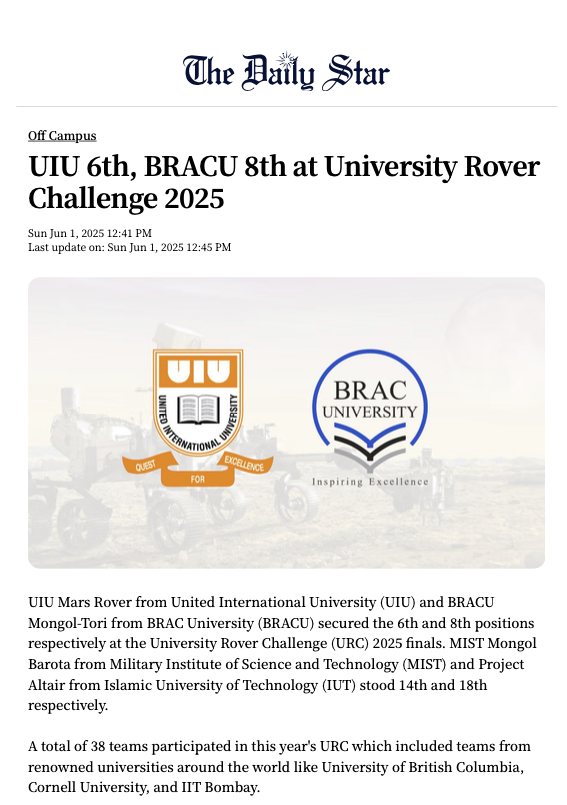 The Daily Star
Off Campus
UIU 6th, BRACU 8th at University Rover
Challenge 2025
Sun Jun 1, 2025 12:41 PM
Last update on: Sun Jun 1, 2025 12:45 PM
UIU
UNITED INTERNATIONAL UNIVERSITY
QUEST
FOR
EXCELLENCE
BRAC
UNIVERSITY
Inspiring Excellence
UIU Mars Rover from United International University (UIU) and BRACU
Mongol-Tori from BRAC University (BRACU) secured the 6th and 8th positions
respectively at the University Rover Challenge (URC) 2025 finals. MIST Mongol
Barota from Military Institute of Science and Technology (MIST) and Project
Altair from Islamic University of Technology (IUT) stood 14th and 18th
respectively.
A total of 38 teams participated in this year's URC which included teams from
renowned universities around the world like University of British Columbia,
Cornell University, and IIT Bombay.